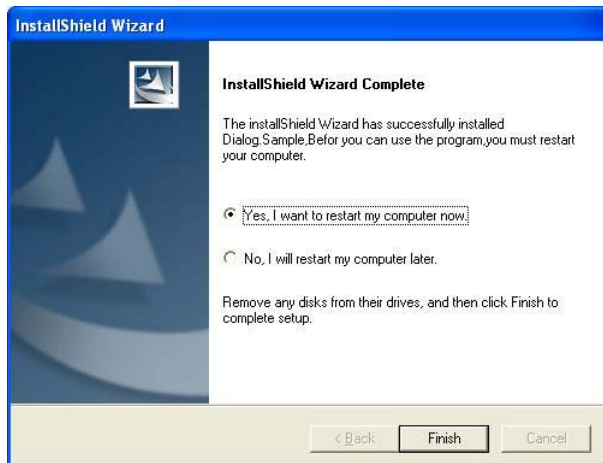 InstallShield Wizard
InstallShield Wizard Complete
The installShield Wizard has successfully installed
Dialog.Sample,Befor you can use the program,you must restart
your computer.
Yes, I want to restart my computer now.
No, I will restart my computer later.
Remove any disks from their drives, and then click Finish to
complete setup.
< Back Finish Cancel